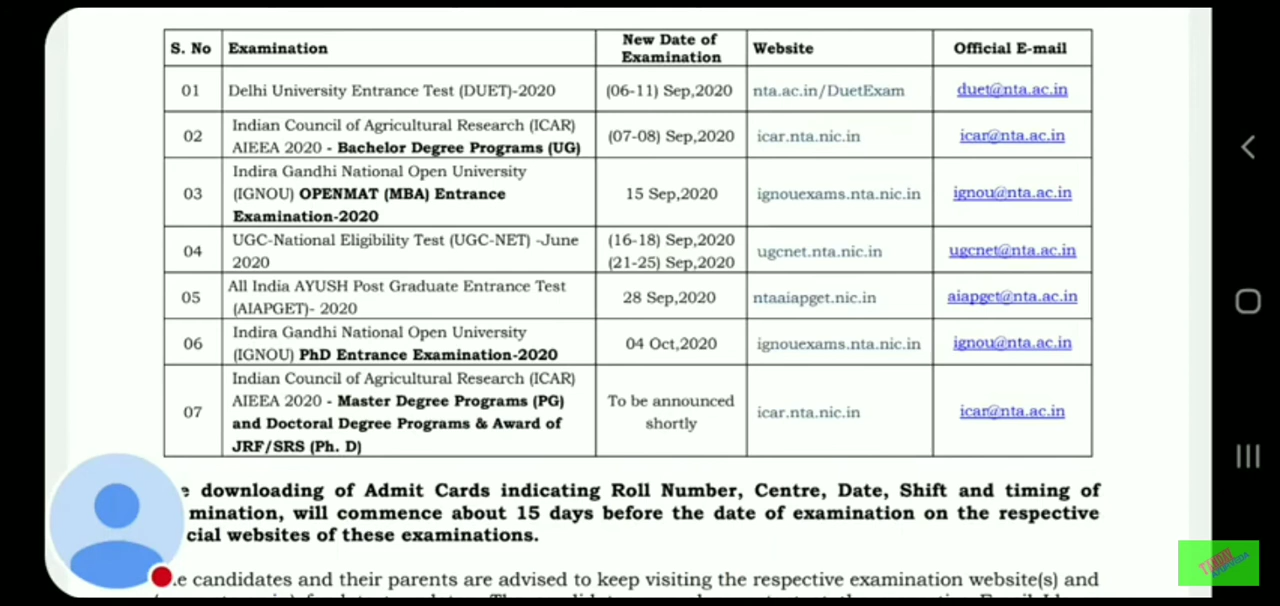 S. No Examination New Date of Examination Website Official E-mail
01 Delhi University Entrance Test (DUET)-2020 (06-11) Sep,2020 nta.ac.in/DuetExam duet@nta.ac.in
02 Indian Council of Agricultural Research (ICAR)
AIEEA 2020 - Bachelor Degree Programs (UG) (07-08) Sep,2020 icar.nta.nic.in icar@nta.ac.in
03 Indira Gandhi National Open University
(IGNOU) OPENMAT (MBA) Entrance
Examination-2020 15 Sep,2020 ignouexams.nta.nic.in ignou@nta.ac.in
04 UGC-National Eligibility Test (UGC-NET) -June
2020 (16-18) Sep,2020
(21-25) Sep,2020 ugcnet.nta.nic.in ugcnet@nta.ac.in
05 All India AYUSH Post Graduate Entrance Test
(AIAPGET)- 2020 28 Sep,2020 ntaaiapget.nic.in aiapget@nta.ac.in
06 Indira Gandhi National Open University
(IGNOU) PhD Entrance Examination-2020 04 Oct,2020 ignouexams.nta.nic.in ignou@nta.ac.in
07 Indian Council of Agricultural Research (ICAR)
AIEEA 2020 - Master Degree Programs (PG)
and Doctoral Degree Programs & Award of
JRF/SRS (Ph. D) To be announced
shortly icar.nta.nic.in icar@nta.ac.in
downloading of Admit Cards indicating Roll Number, Centre, Date, Shift and timing of
mination, will commence about 15 days before the date of examination on the respective
cial websites of these examinations.
candidates and their parents are advised to keep visiting the respective examination website(s) and